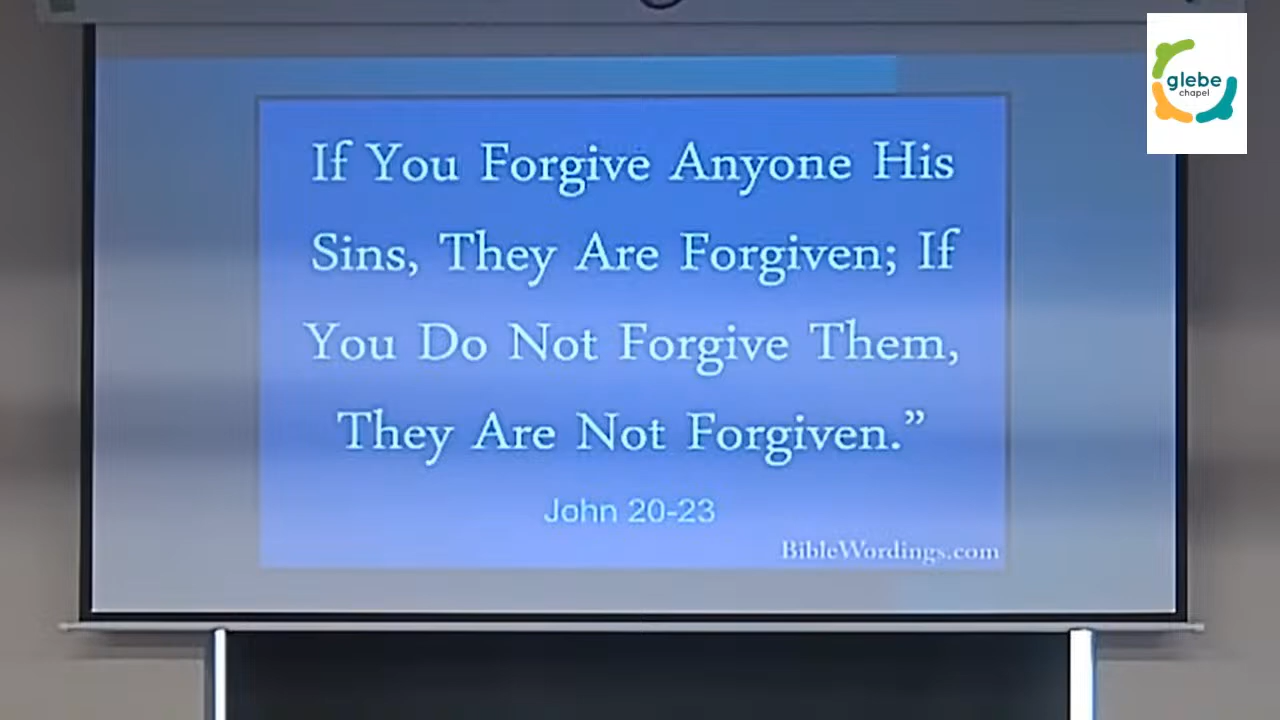 If You Forgive Anyone His
Sins, They Are Forgiven; If
You Do Not Forgive Them,
They Are Not Forgiven.”
John 20-23
BibleWordings.com
glebe
chapel